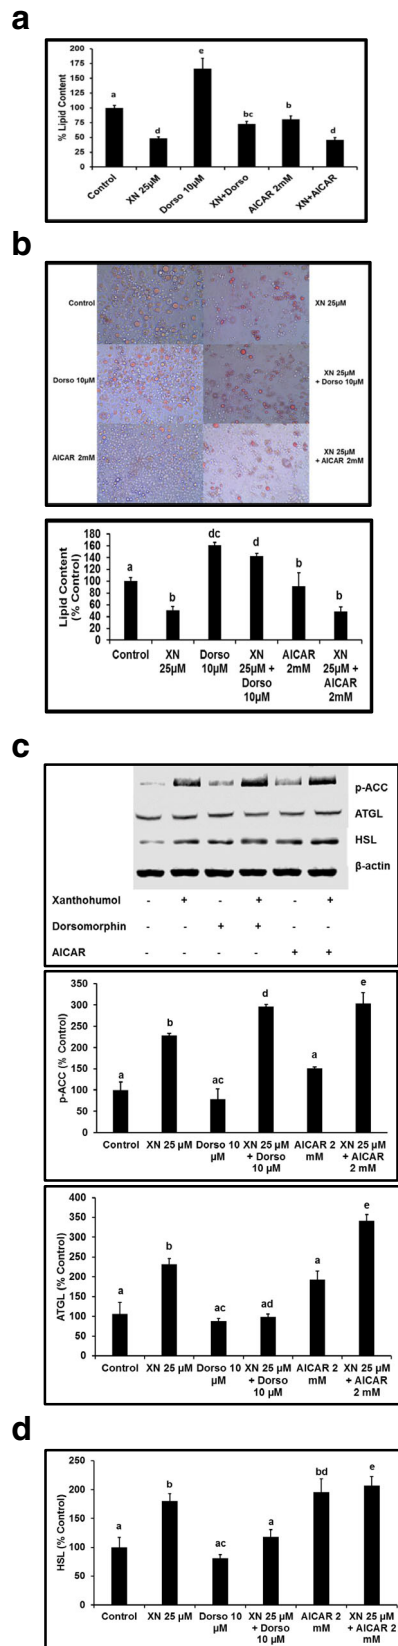 a
% Lipid Content
200
175
150
125
100
75
50
25
0
a
d
e
bc
b
d
Control
XN 25µM
Dorso 10µM
XN+Dorso
AICAR 2mM
XN+AICAR
b
Control
XN 25µM
Dorso 10µM
XN 25µM
+ Dorso 10µM
AICAR 2mM
XN 25µM
+ AICAR 2mM
Lipid Content
(% Control)
180
160
140
120
100
80
60
40
20
0
a
b
dc
d
b
b
Control
XN
25µM
Dorso
10µM
XN
25µM +
Dorso
10µM
AICAR
2mM
XN
25µM +
AICAR
2mM
c
p-ACC
ATGL
HSL
β-actin
Xanthohumol - + - + - +
Dorsomorphin - - + + - -
AICAR - - - - + +
p-ACC (% Control)
350
300
250
200
150
100
50
0
a
b
ac
d
a
e
Control
XN 25 µM
Dorso 10
µM
XN 25 µM
+ Dorso
10 µM
AICAR 2
mM
XN 25 µM
+ AICAR
2 mM
ATGL (% Control)
400
350
300
250
200
150
100
50
0
a
b
ac
ad
a
e
Control
XN 25 µM
Dorso 10
µM
XN 25 µM
+ Dorso
10 µM
AICAR 2
mM
XN 25 µM
+ AICAR
2 mM
d
HSL (% Control)
250
200
150
100
50
0
a
b
ac
a
bd
e
Control
XN 25 µM
Dorso 10
µM
XN 25 µM
+ Dorso
10 µM
AICAR 2
mM
XN 25 µM
+ AICAR 2
mM